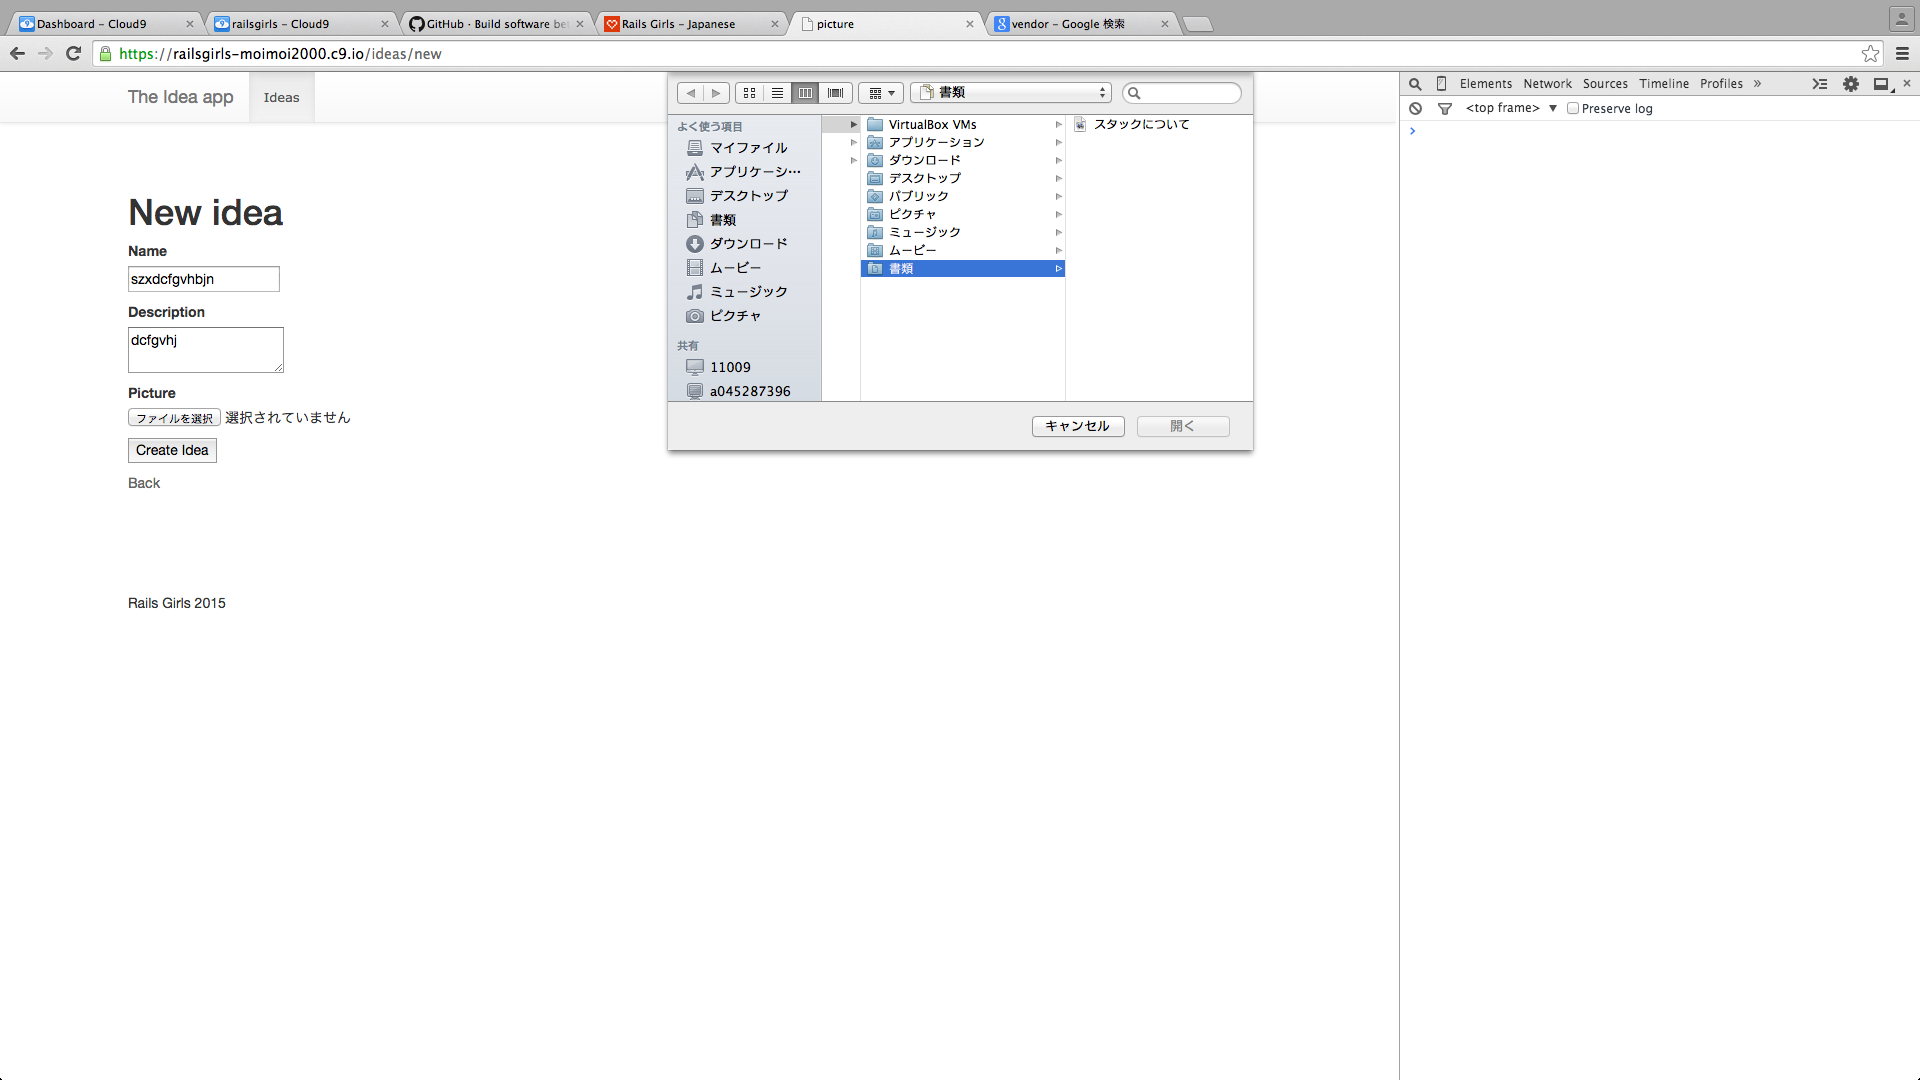 Dashboard – Cloud9
railsgirls – Cloud9
GitHub · Build software be
Rails Girls – Japanese
picture
vendor – Google 検索
https://railsgirls-moimoi2000.c9.io/ideas/new
The Idea app
Ideas
New idea
Name
szxdcfgvhbjn
Description
dcfgvhj
Picture
ファイルを選択 選択されていません
Create Idea
Back
Rails Girls 2015
書類
よく使う項目
マイファイル
アプリケーシ…
デスクトップ
書類
ダウンロード
ムービー
ミュージック
ピクチャ
共有
11009
a045287396
VirtualBox VMs
アプリケーション
ダウンロード
デスクトップ
パブリック
ピクチャ
ミュージック
ムービー
書類
スタックについて
キャンセル
開く
Elements Network Sources Timeline Profiles »
<top frame> ▼ Preserve log